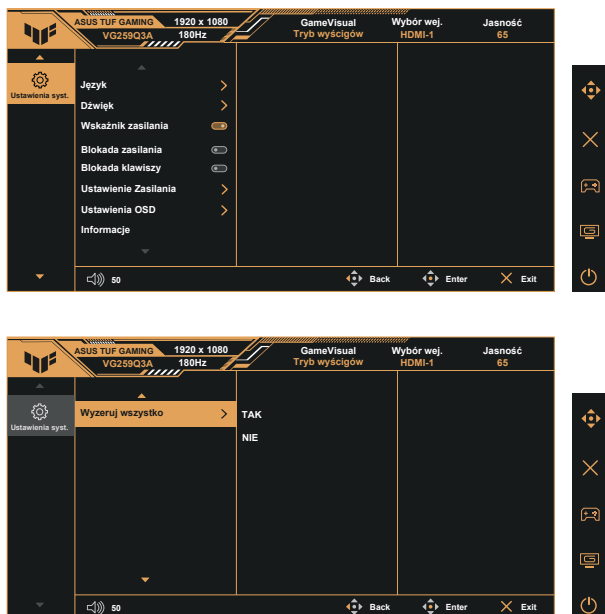 ASUS TUF GAMING 1920 x 1080 GameVisual Wybór wej. Jasność
VG259Q3A 180Hz Tryb wyścigów HDMI-1 65
Ustawienia syst.
Język
Dźwięk
Wskaźnik zasilania
Blokada zasilania
Blokada klawiszy
Ustawienie Zasilania
Ustawienia OSD
Informacje
50 Back Enter Exit
ASUS TUF GAMING 1920 x 1080 GameVisual Wybór wej. Jasność
VG259Q3A 180Hz Tryb wyścigów HDMI-1 65
Ustawienia syst.
Wyzeruj wszystko TAK
NIE
50 Back Enter Exit